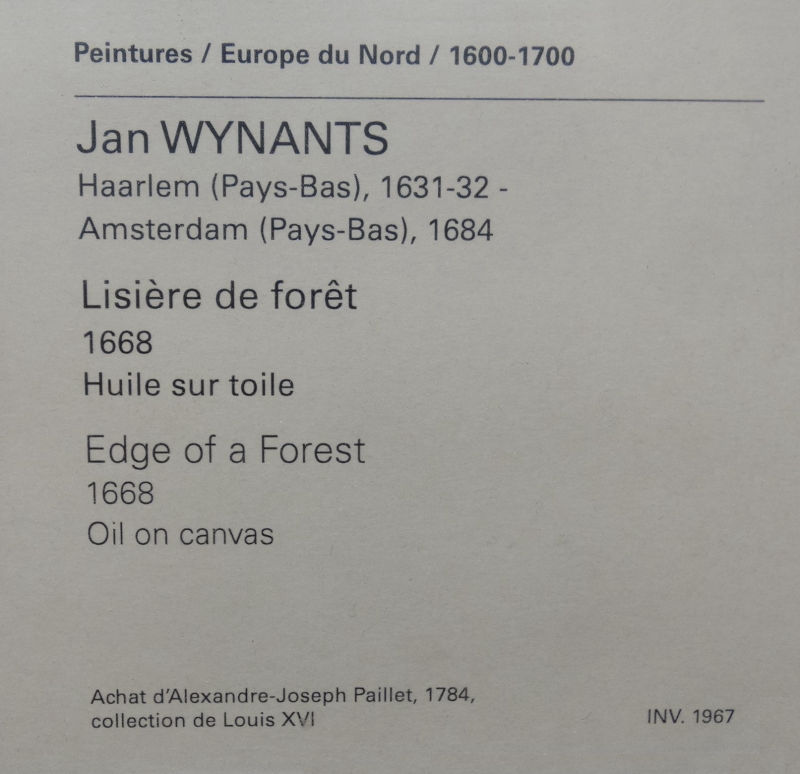 Peintures / Europe du Nord / 1600-1700
Jan WYNANTS
Haarlem (Pays-Bas), 1631-32 -
Amsterdam (Pays-Bas), 1684
Lisière de forêt
1668
Huile sur toile
Edge of a Forest
1668
Oil on canvas
Achat d'Alexandre-Joseph Paillet, 1784,
collection de Louis XVI
INV. 1967